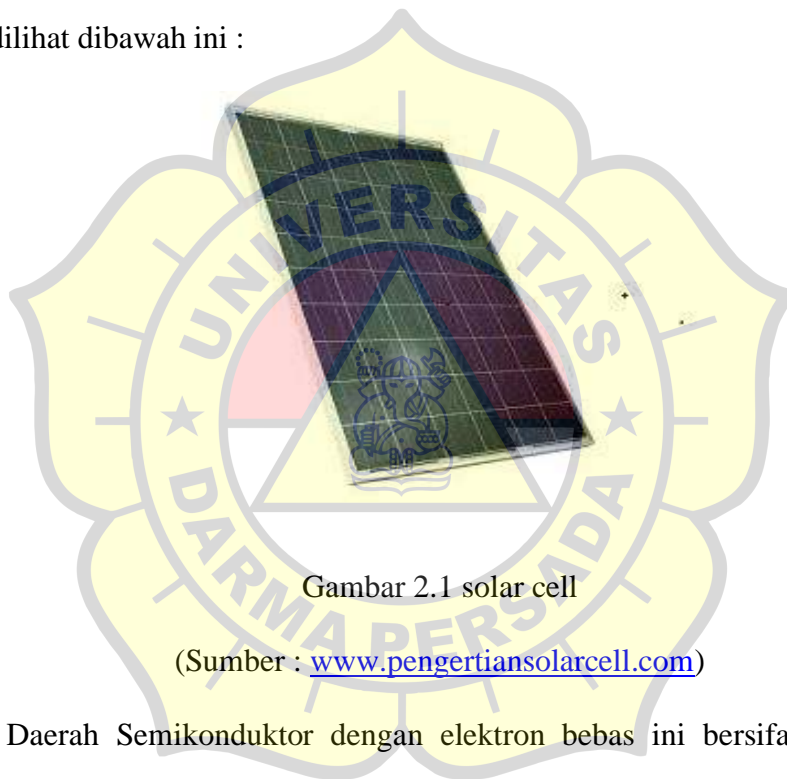 dilihat dibawah ini :
UNIVERSITAS
DARMA PERSADA
Gambar 2.1 solar cell
(Sumber : www.pengertiansolarcell.com)
Daerah Semikonduktor dengan elektron bebas ini bersifa